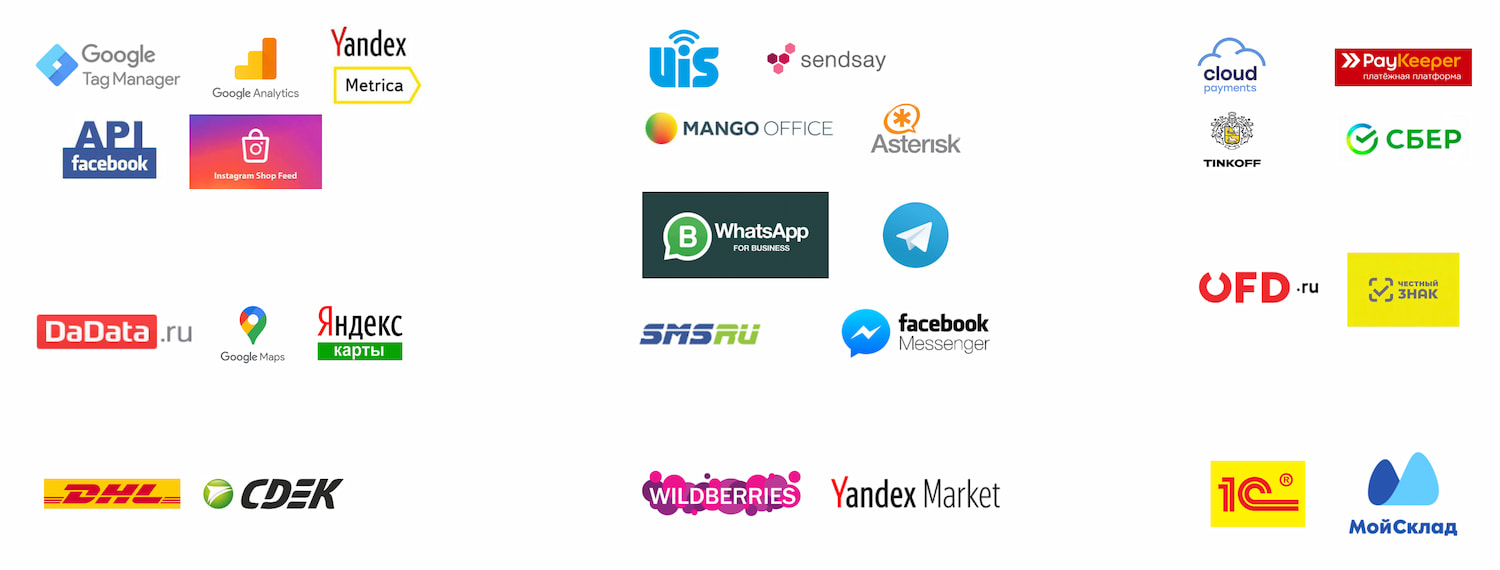 Google
Tag Manager
Google Analytics
Yandex
Metrica
API
facebook
Instagram Shop Feed
UIS
sendsay
MANGO OFFICE
Asterisk
cloud
payments
PayKeeper
платёжная платформа
TINKOFF
СБЕР
B WhatsApp
FOR BUSINESS
OFD.ru
ЧЕСТНЫЙ
ЗНАК
DaData.ru
Google Maps
Яндекс
карты
SMSRU
facebook
Messenger
DHL
CDEK
WILDBERRIES
Yandex Market
1C®
МойСклад